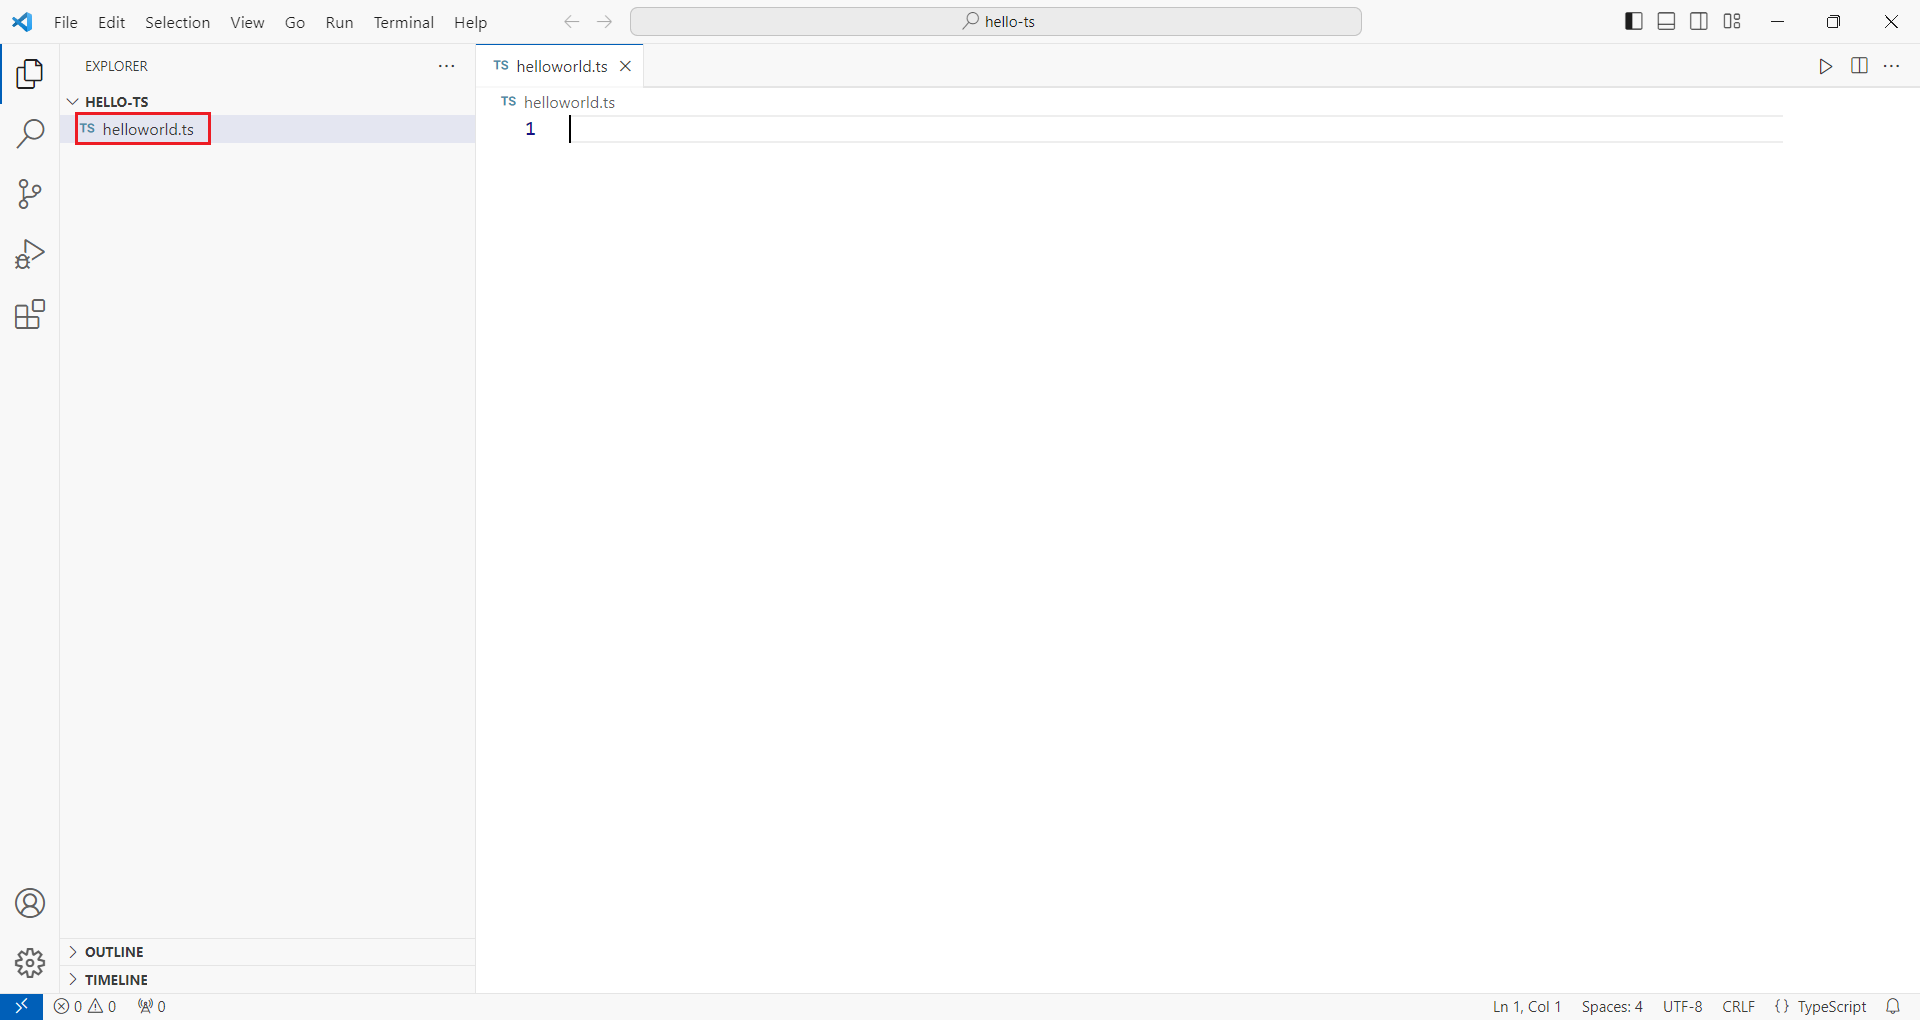 File Edit Selection View Go Run Terminal Help
hello-ts
EXPLORER
HELLO-TS
TS helloworld.ts
TS helloworld.ts
TS helloworld.ts
1
OUTLINE
TIMELINE
0 0 0
Ln 1, Col 1 Spaces: 4 UTF-8 CRLF {} TypeScript